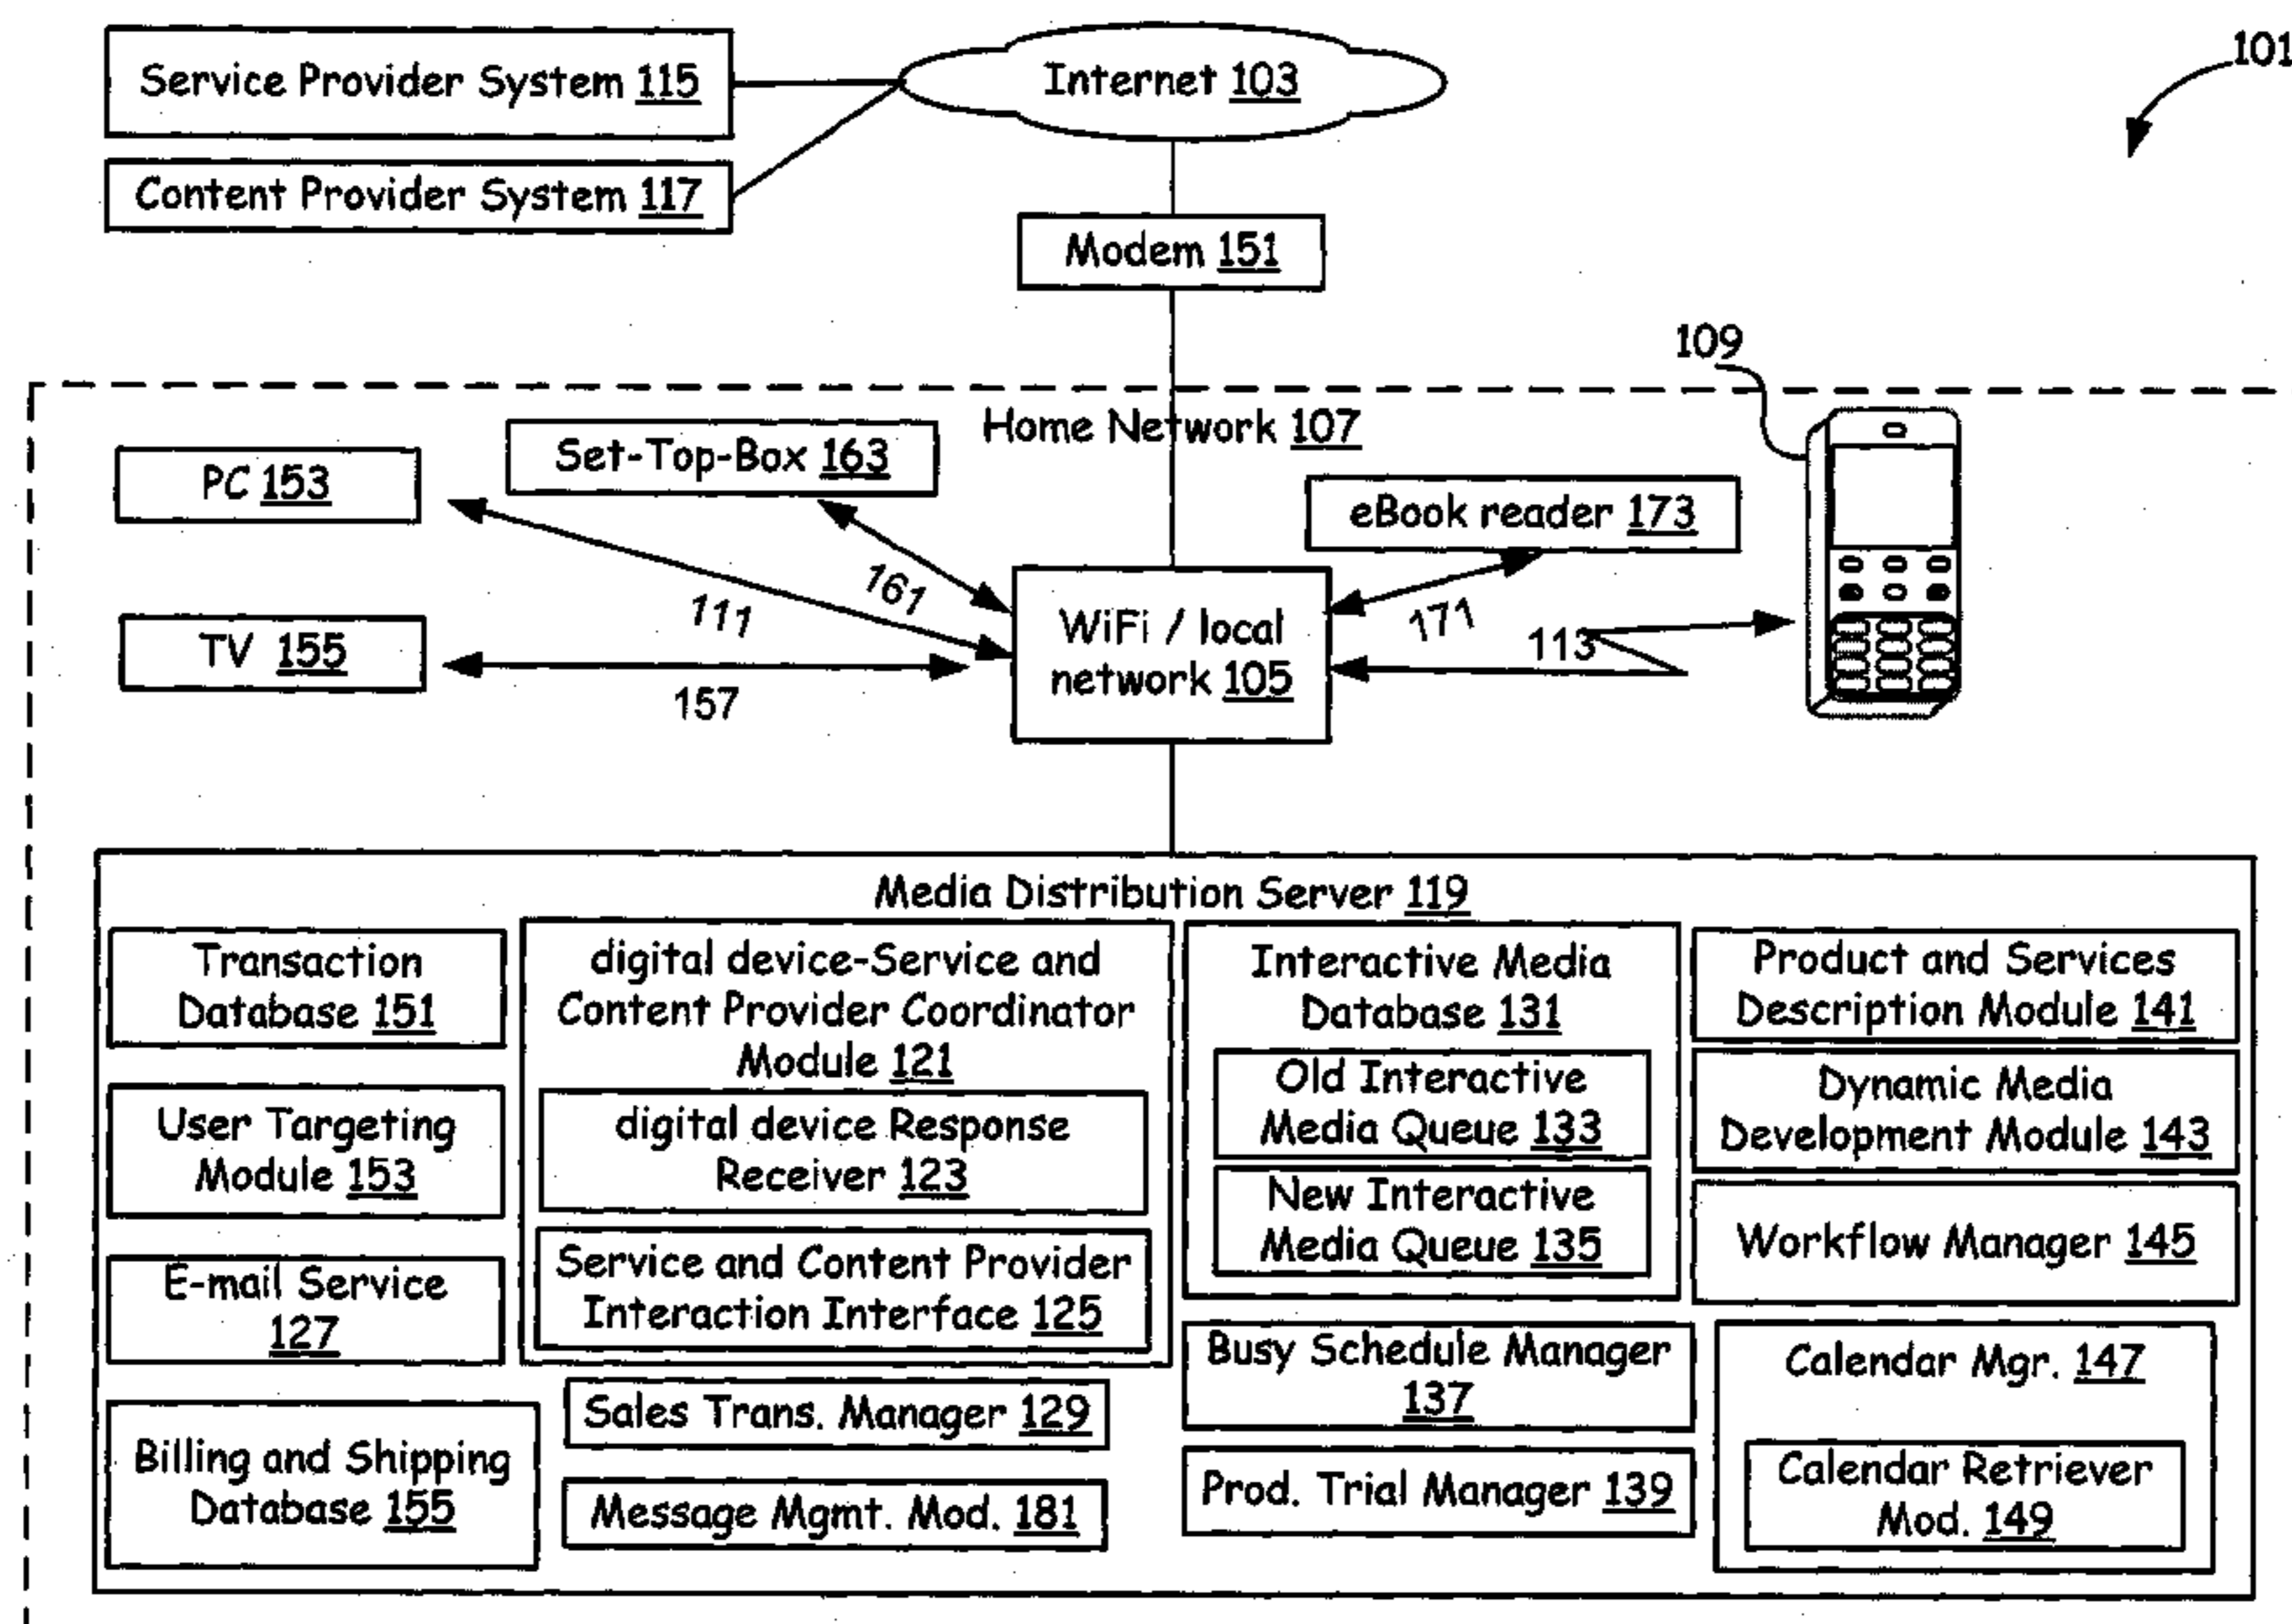 Service Provider System 115
Internet 103
101
Content Provider System 117
Modem 151
109
Home Network 107
Set-Top-Box 163
PC 153
eBook reader 173
161
111
171
WiFi / local
network 105
113
TV 155
157
Media Distribution Server 119
Transaction
Database 151
User Targeting
Module 153
E-mail Service
127
Billing and Shipping
Database 155
digital device-Service and
Content Provider Coordinator
Module 121
digital device Response
Receiver 123
Service and Content Provider
Interaction Interface 125
Sales Trans. Manager 129
Message Mgmt. Mod. 181
Interactive Media
Database 131
Old Interactive
Media Queue 133
New Interactive
Media Queue 135
Busy Schedule Manager
137
Prod. Trial Manager 139
Product and Services
Description Module 141
Dynamic Media
Development Module 143
Workflow Manager 145
Calendar Mgr. 147
Calendar Retriever
Mod. 149